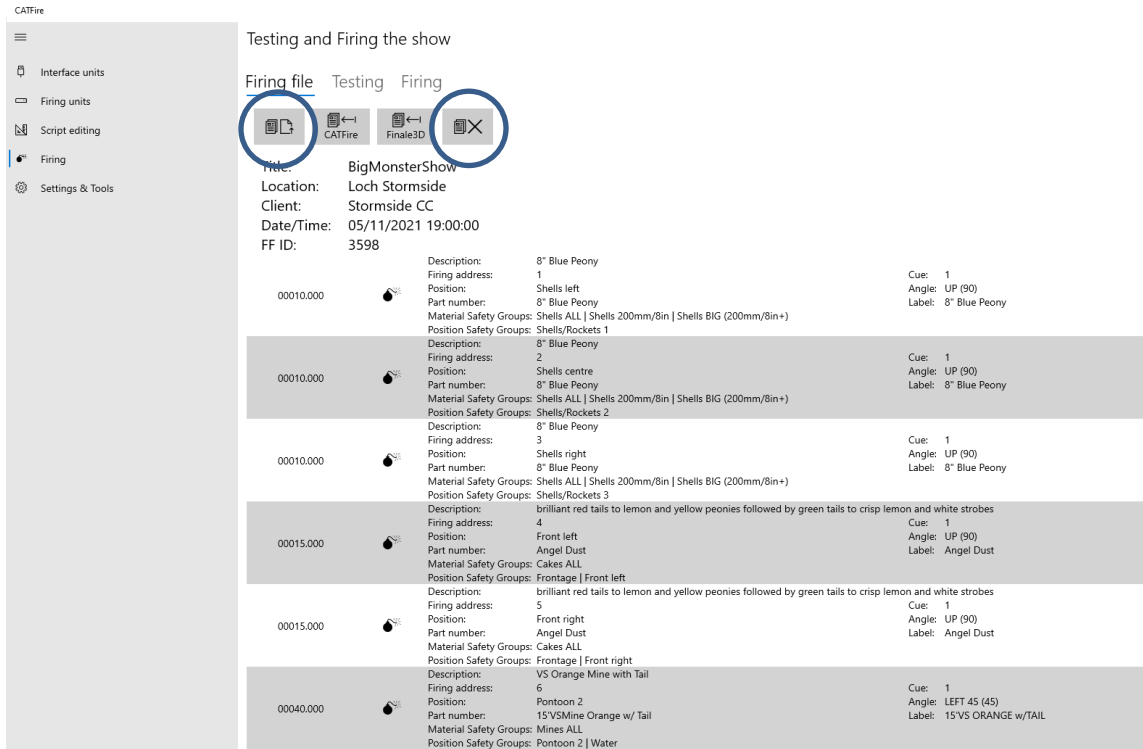 CATFire
Testing and Firing the show
Interface units
Firing units
Script editing
Firing
Settings & Tools
Firing file Testing Firing
CATFire Finale3D
Title: BigMonsterShow
Location: Loch Stormside
Client: Stormside CC
Date/Time: 05/11/2021 19:00:00
FF ID: 3598
Description: 8" Blue Peony
Firing address: 1 Cue: 1
00010.000 Position: Shells left Angle: UP (90)
Part number: 8" Blue Peony Label: 8" Blue Peony
Material Safety Groups: Shells ALL | Shells 200mm/8in | Shells BIG (200mm/8in+)
Position Safety Groups: Shells/Rockets 1
Description: 8" Blue Peony
Firing address: 2 Cue: 1
00010.000 Position: Shells centre Angle: UP (90)
Part number: 8" Blue Peony Label: 8" Blue Peony
Material Safety Groups: Shells ALL | Shells 200mm/8in | Shells BIG (200mm/8in+)
Position Safety Groups: Shells/Rockets 2
Description: 8" Blue Peony
Firing address: 3 Cue: 1
00010.000 Position: Shells right Angle: UP (90)
Part number: 8" Blue Peony Label: 8" Blue Peony
Material Safety Groups: Shells ALL | Shells 200mm/8in | Shells BIG (200mm/8in+)
Position Safety Groups: Shells/Rockets 3
Description: brilliant red tails to lemon and yellow peonies followed by green tails to crisp lemon and white strobes
Firing address: 4 Cue: 1
00015.000 Position: Front left Angle: UP (90)
Part number: Angel Dust Label: Angel Dust
Material Safety Groups: Cakes ALL
Position Safety Groups: Frontage | Front left
Description: brilliant red tails to lemon and yellow peonies followed by green tails to crisp lemon and white strobes
Firing address: 5 Cue: 1
00015.000 Position: Front right Angle: UP (90)
Part number: Angel Dust Label: Angel Dust
Material Safety Groups: Cakes ALL
Position Safety Groups: Frontage | Front right
Description: VS Orange Mine with Tail
Firing address: 6 Cue: 1
00040.000 Position: Pontoon 2 Angle: LEFT 45 (45)
Part number: 15'VSMine Orange w/ Tail Label: 15'VS ORANGE w/TAIL
Material Safety Groups: Mines ALL
Position Safety Groups: Pontoon 2 | Water